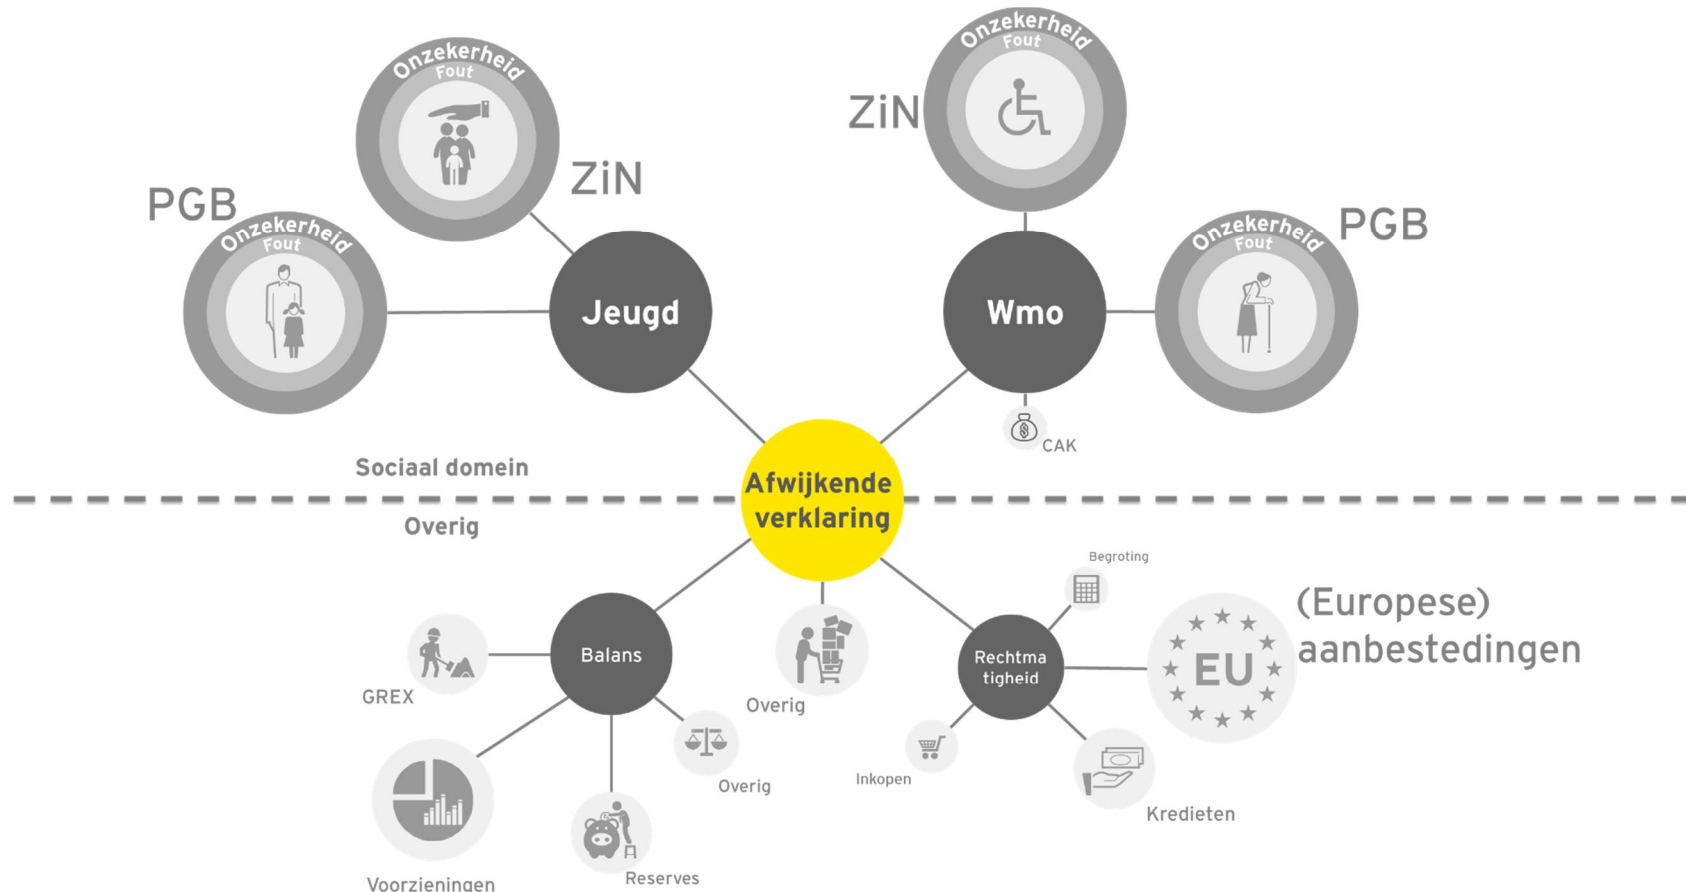 Onzekerheid
Fout
ZiN
PGB
Onzekerheid
Fout
Jeugd
Onzekerheid
Fout
ZiN
Onzekerheid
Fout
PGB
Wmo
CAK
Sociaal domein
Afwijkende
verklaring
Overig
Balans
GREX
Voorzieningen
Reserves
Overig
Overig
Rechtma
tigheid
Begroting
EU
(Europese)
aanbestedingen
Inkopen
Kredieten